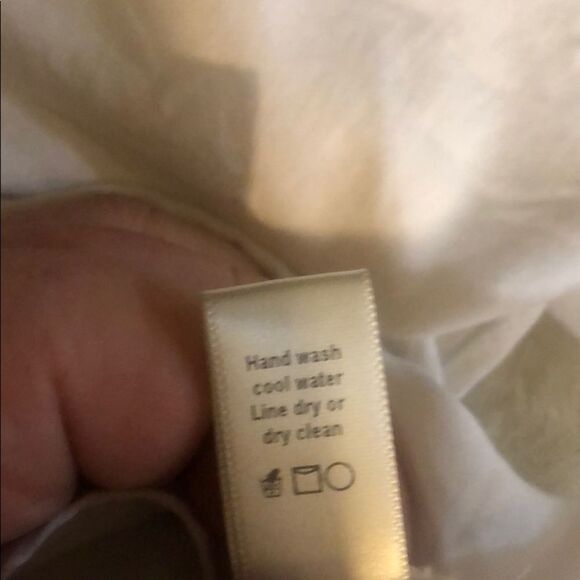 Hand wash
cool water
Line dry or
dry clean